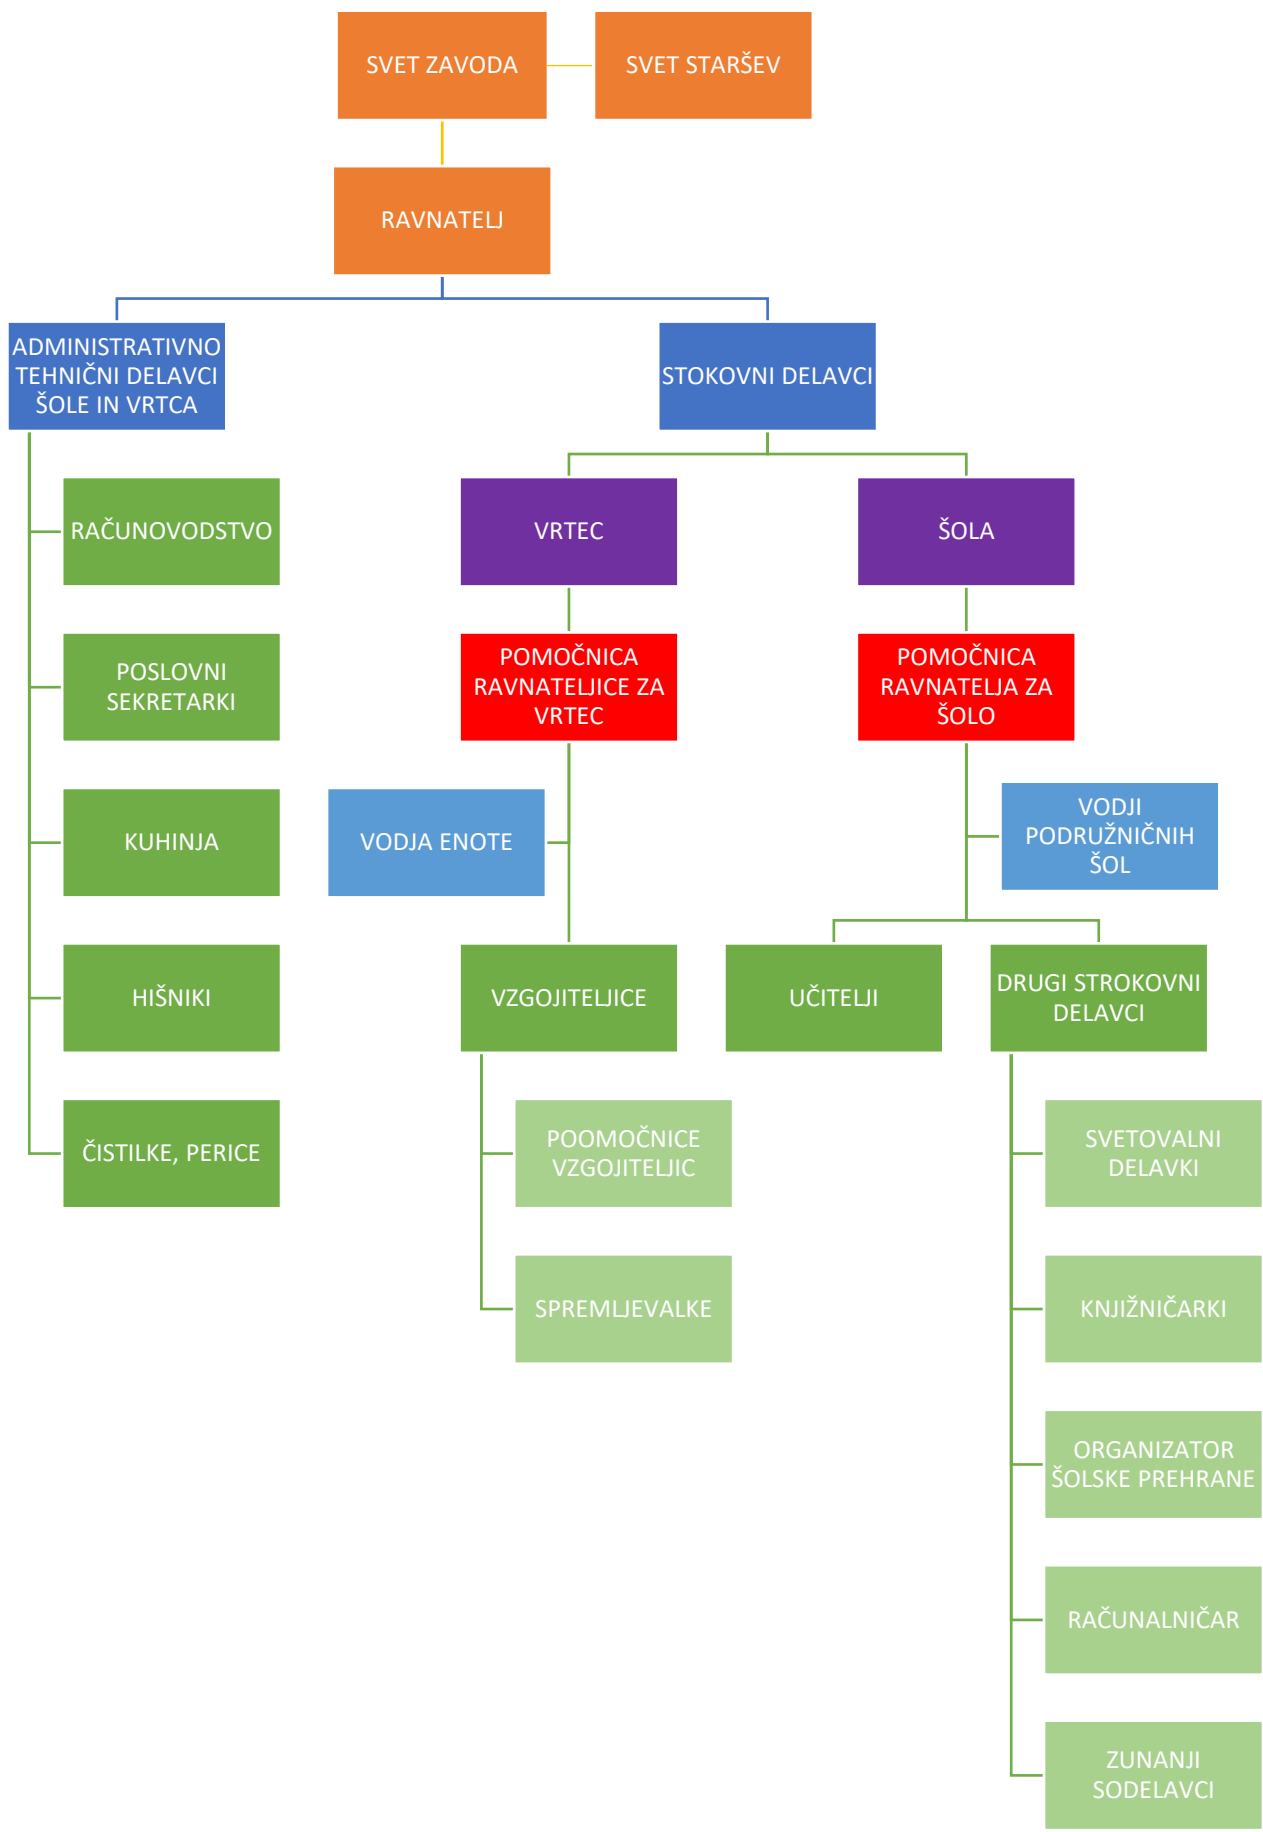 SVET ZAVODA
SVET STARŠEV
RAVNATELJ
ADMINISTRATIVNO
TEHNIČNI DELAVCI
ŠOLE IN VRTCA
STOKOVNI DELAVCI
RAČUNOVODSTVO
VRTEC
ŠOLA
POSLOVNI
SEKRETARKI
POMOČNICA
RAVNATELJICE ZA
VRTEC
POMOČNICA
RAVNATELJA ZA
ŠOLO
KUHINJA
VODJA ENOTE
VODJI
PODRUŽNIČNIH
ŠOL
HIŠNIKI
VZGOJITELJICE
UČITELJI
DRUGI STROKOVNI
DELAVCI
ČISTILKE, PERICE
POOMOČNICE
VZGOJITELJIC
SVETOVALNI
DELAVKI
SPREMLJEVALKE
KNJIŽNIČARKI
ORGANIZATOR
ŠOLSKE PREHRANE
RAČUNALNIČAR
ZUNANJI
SODELAVCI